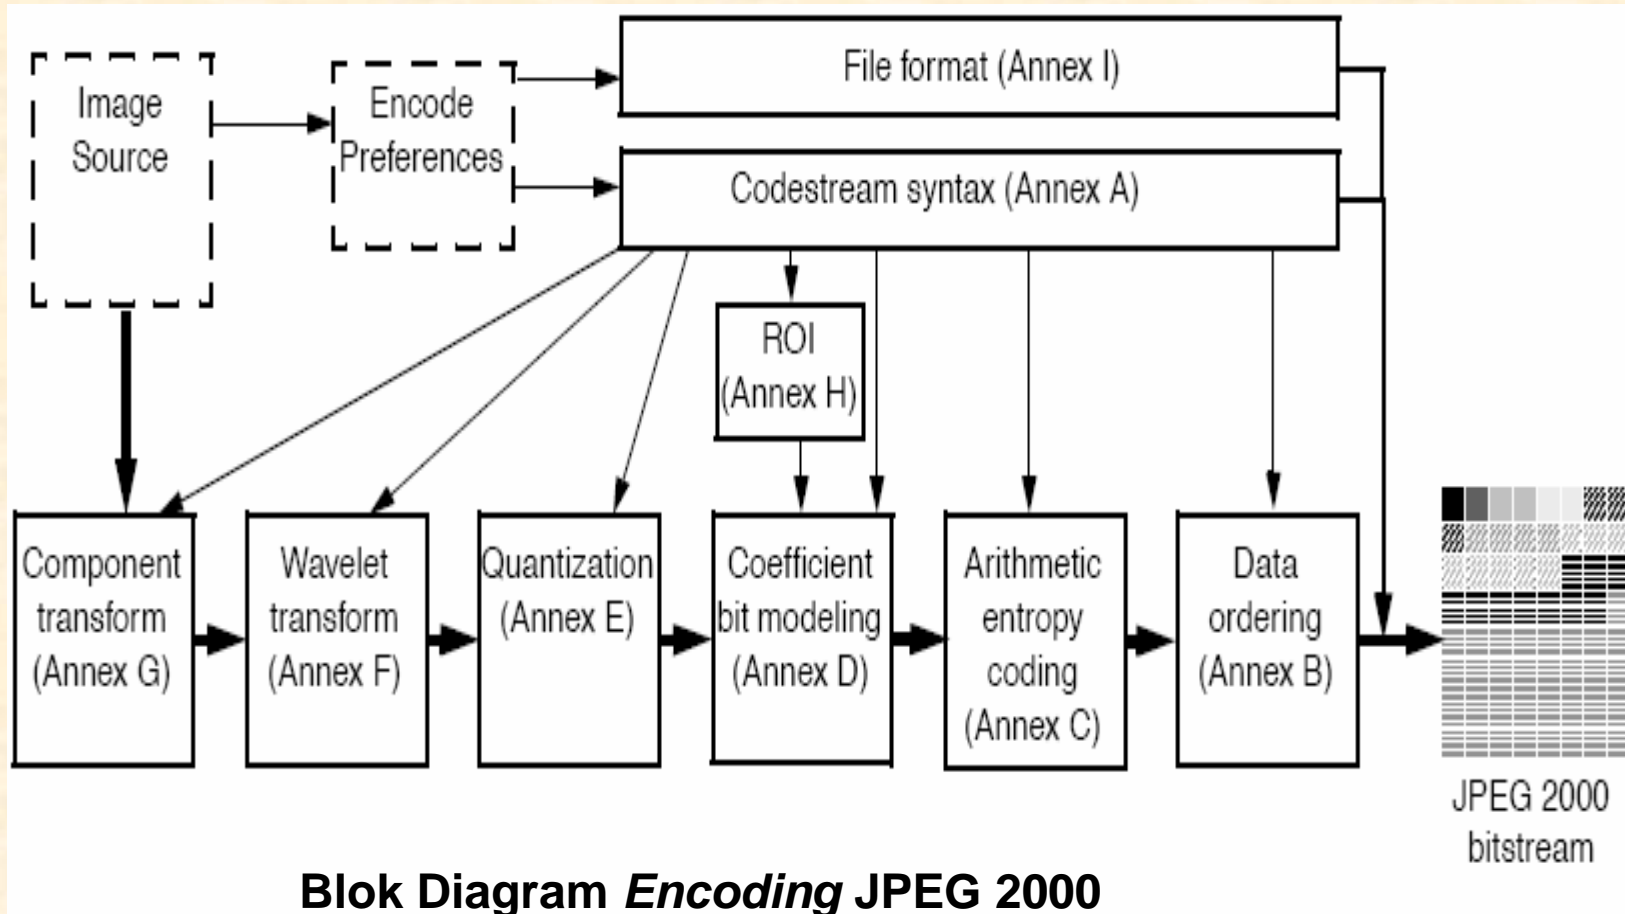 Image
Source
Encode
Preferences
File format (Annex I)
Codestream syntax (Annex A)
ROI
(Annex H)
Component
transform
(Annex G)
Wavelet
transform
(Annex F)
Quantization
(Annex E)
Coefficient
bit modeling
(Annex D)
Arithmetic
entropy
coding
(Annex C)
Data
ordering
(Annex B)
JPEG 2000
bitstream
Blok Diagram Encoding JPEG 2000